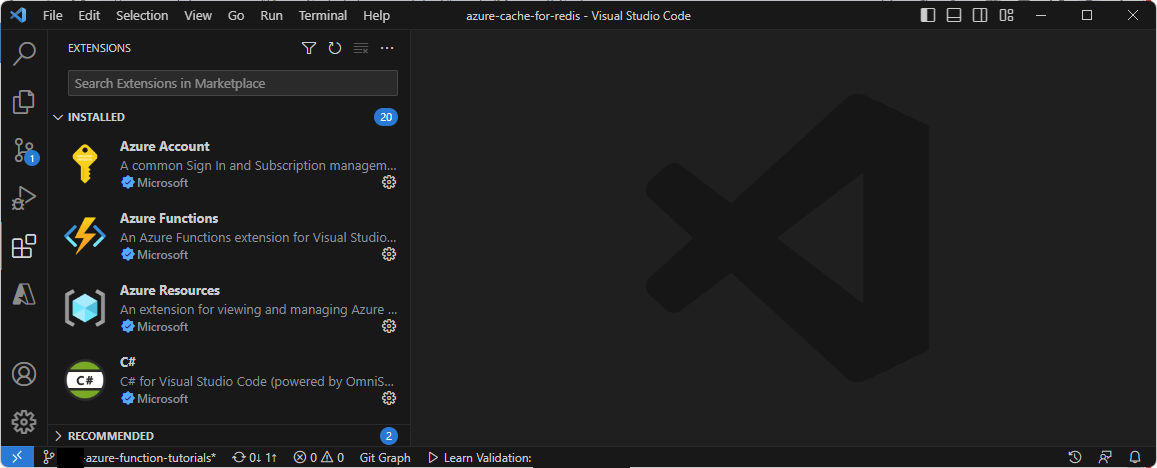 File Edit Selection View Go Run Terminal Help azure-cache-for-redis - Visual Studio Code
EXTENSIONS
Search Extensions in Marketplace
INSTALLED 20
Azure Account
A common Sign In and Subscription managem...
Microsoft
1
Azure Functions
An Azure Functions extension for Visual Studio...
Microsoft
Azure Resources
An extension for viewing and managing Azure ...
Microsoft
C#
C# for Visual Studio Code (powered by OmniS...
C#
Microsoft
RECOMMENDED 2
-azure-function-tutorials* 0↓ 1↑ 0 0 Git Graph Learn Validation: